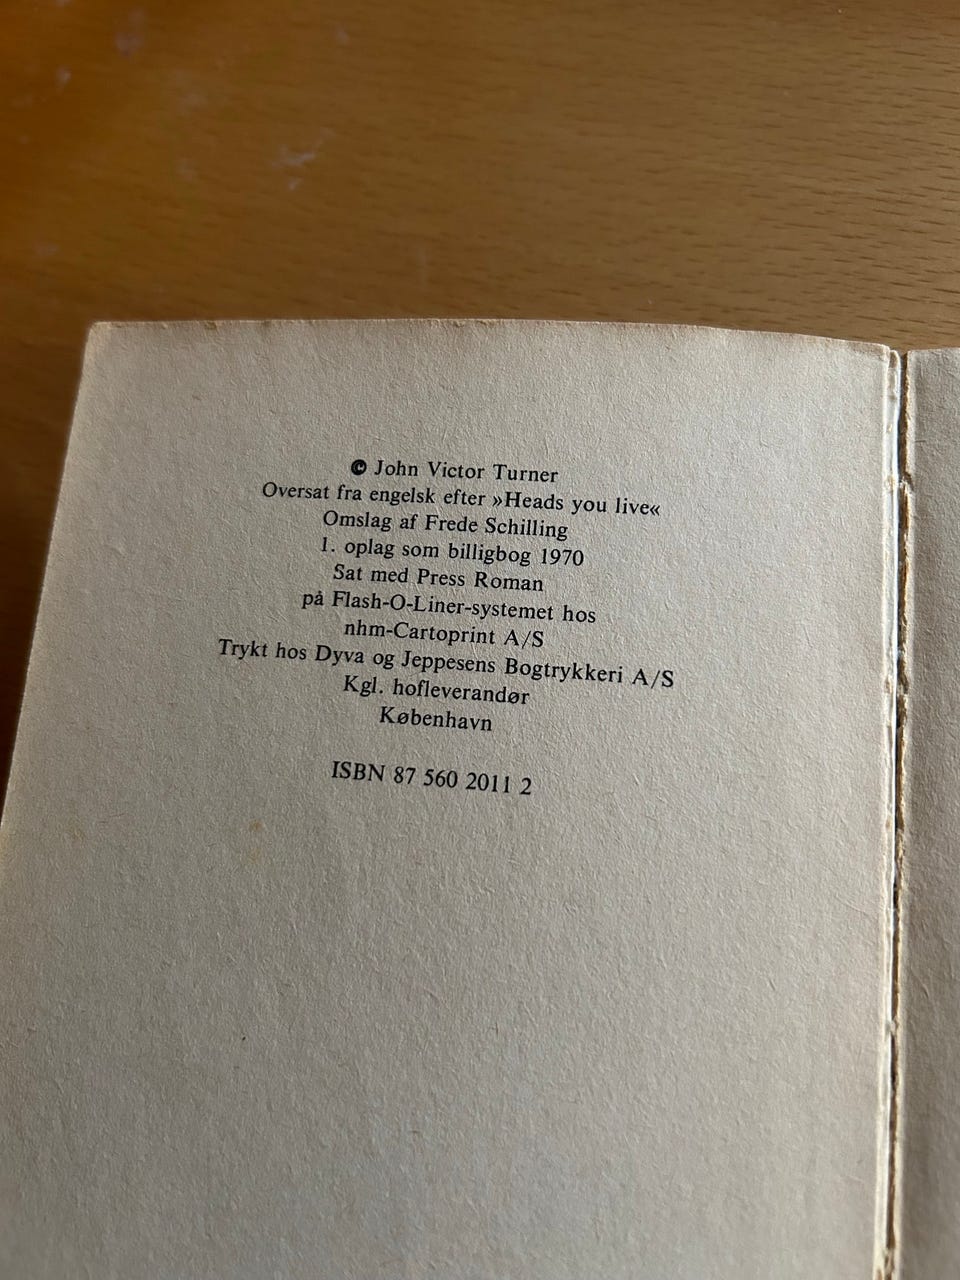 © John Victor Turner
Oversat fra engelsk efter »Heads you live«
Omslag af Frede Schilling
1. oplag som billigbog 1970
Sat med Press Roman
på Flash-O-Liner-systemet hos
nhm-Cartoprint A/S
Trykt hos Dyva og Jeppesens Bogtrykkeri A/S
Kgl. hofleverandør
København
ISBN 87 560 2011 2